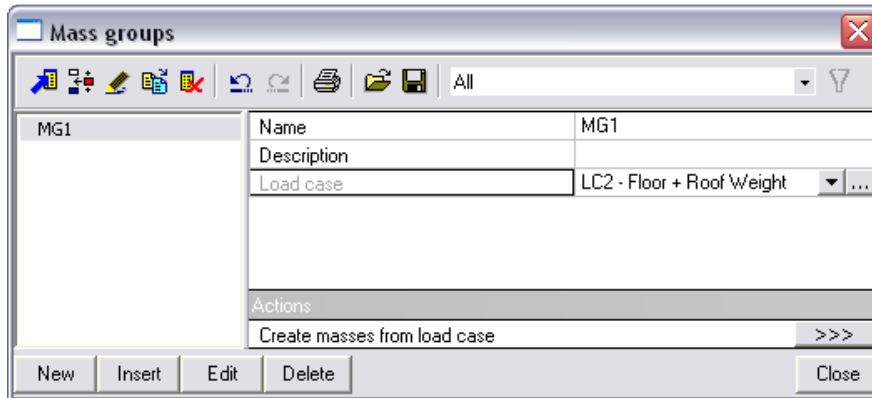 Mass groups
All
MG1
Name MG1
Description
Load case LC2 - Floor + Roof Weight ...
Actions
Create masses from load case >>>
New Insert Edit Delete Close